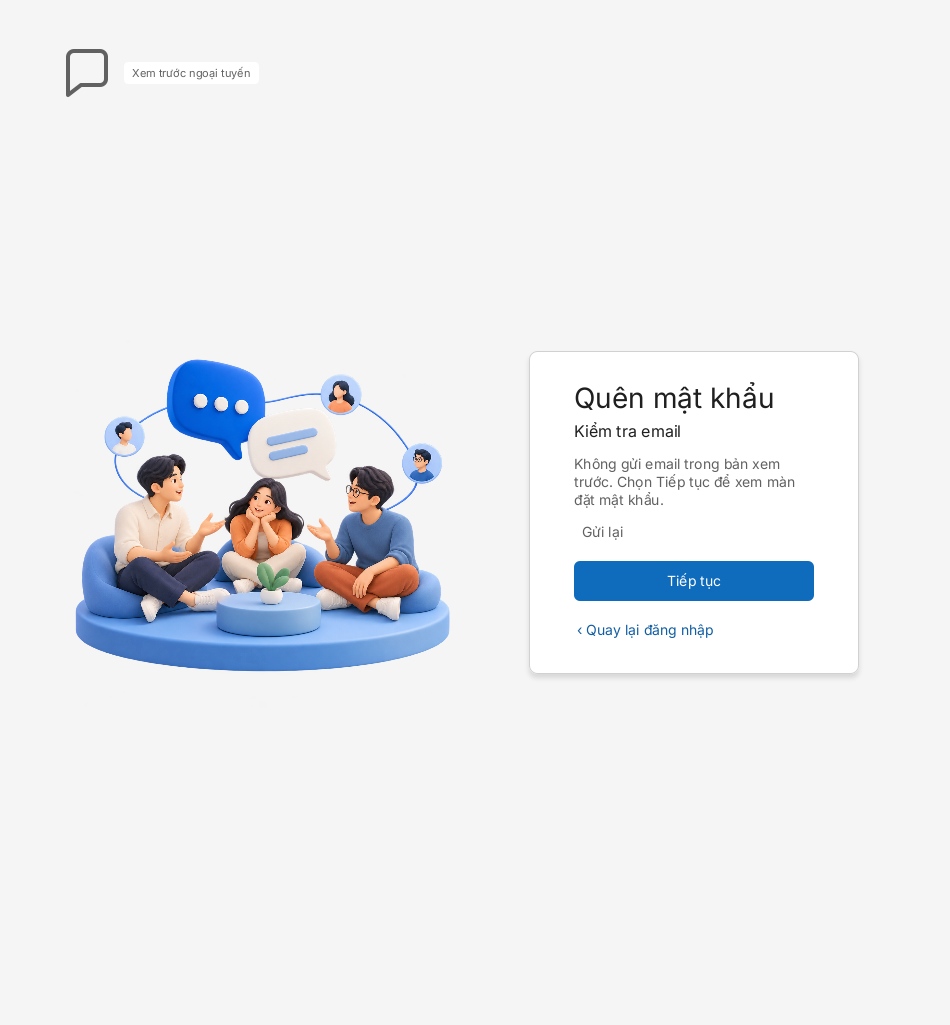 Xem trước ngoại tuyến
Quên mật khẩu
Kiểm tra email
Không gửi email trong bản xem
trước. Chọn Tiếp tục để xem màn
đặt mật khẩu.
Gửi lại
Tiếp tục
‹ Quay lại đăng nhập